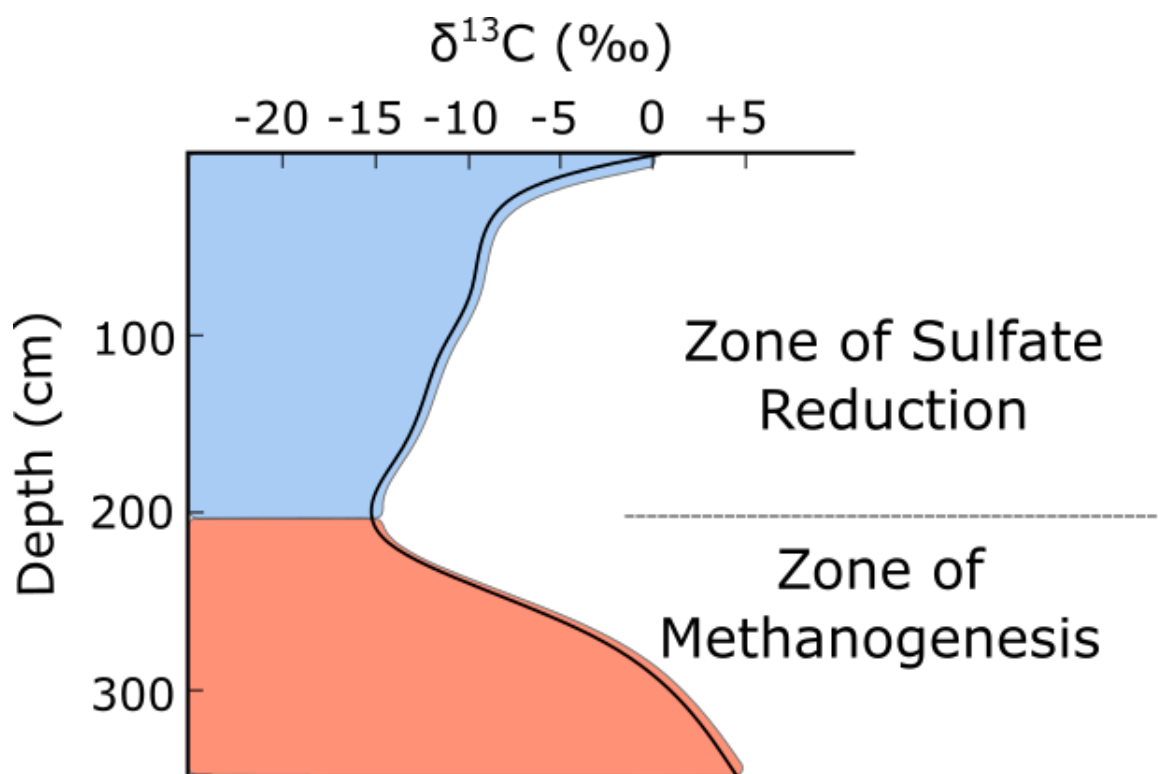 δ¹³C (‰)
-20 -15 -10 -5 0 +5
Depth (cm)
100
200
300
Zone of Sulfate
Reduction
Zone of
Methanogenesis